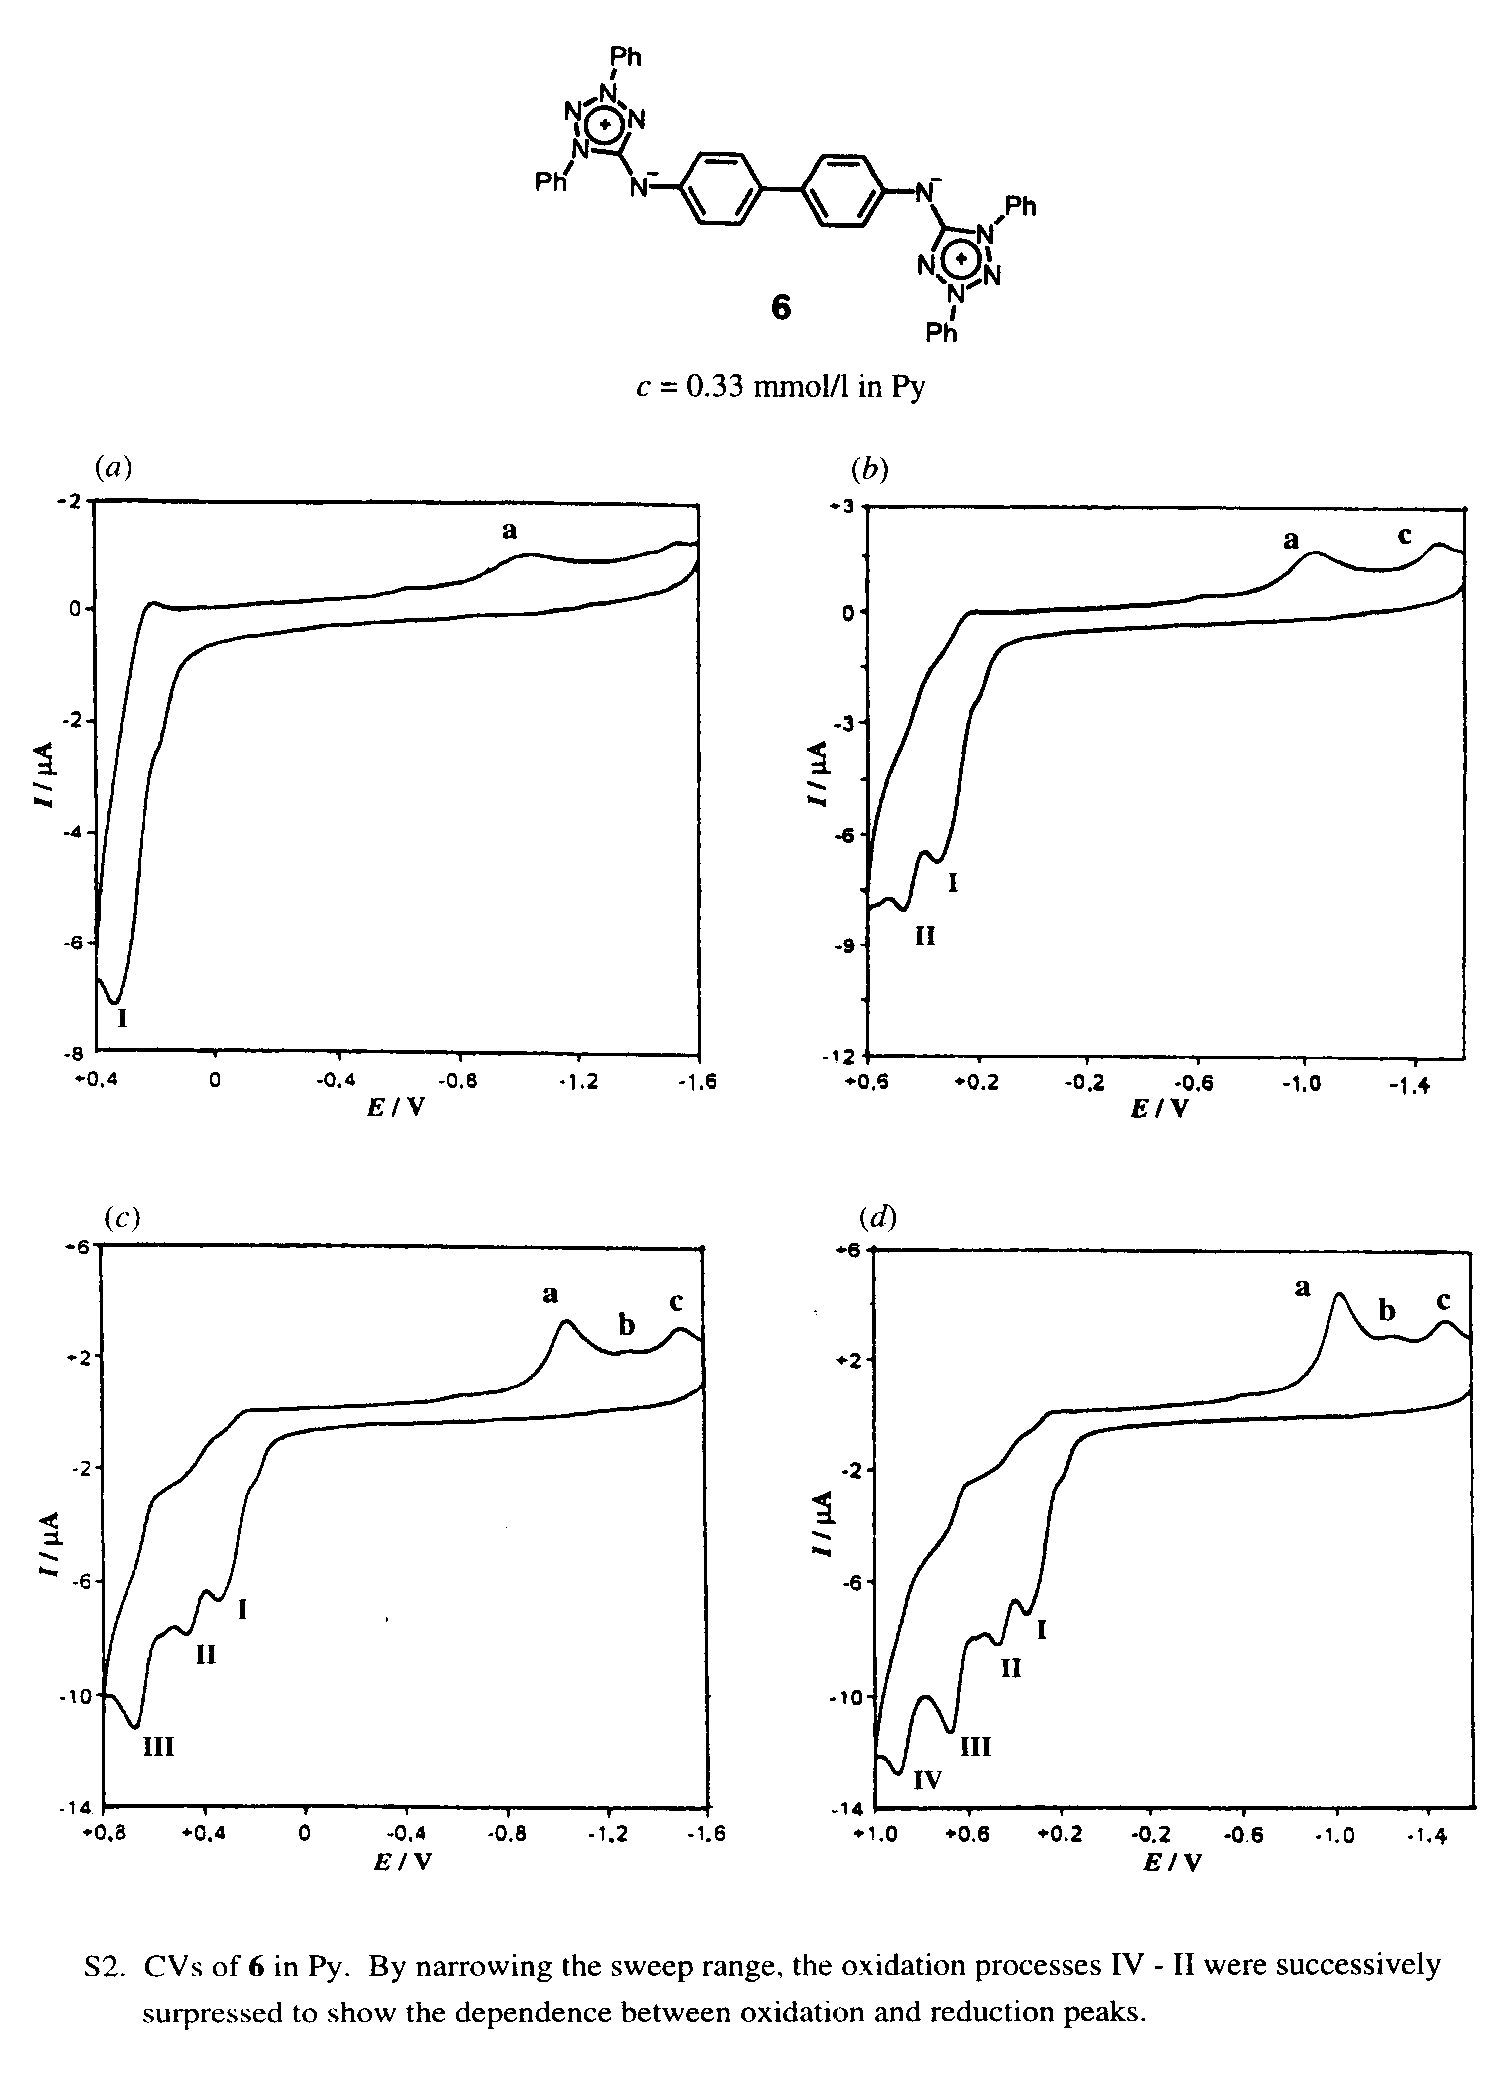 Ph
N
N N
N
Ph N⁻ N⁻ Ph
N
N N
N
Ph
6
c = 0.33 mmol/l in Py
(a)
-2
0
-2
-4
-6
-8
I / μA
a
I
+0.4 0 -0.4 -0.8 -1.2 -1.6
E / V
(b)
+3
0
-3
-6
-9
-12
I / μA
a c
I
II
+0.6 +0.2 -0.2 -0.6 -1.0 -1.4
E / V
(c)
+6
+2
-2
-6
-10
-14
I / μA
a b c
I
II
III
+0.8 +0.4 0 -0.4 -0.8 -1.2 -1.6
E / V
(d)
+6
+2
-2
-6
-10
-14
I / μA
a b c
I
II
III
IV
+1.0 +0.6 +0.2 -0.2 -0.6 -1.0 -1.4
E / V
S2. CVs of 6 in Py. By narrowing the sweep range, the oxidation processes IV - II were successively
surpressed to show the dependence between oxidation and reduction peaks.